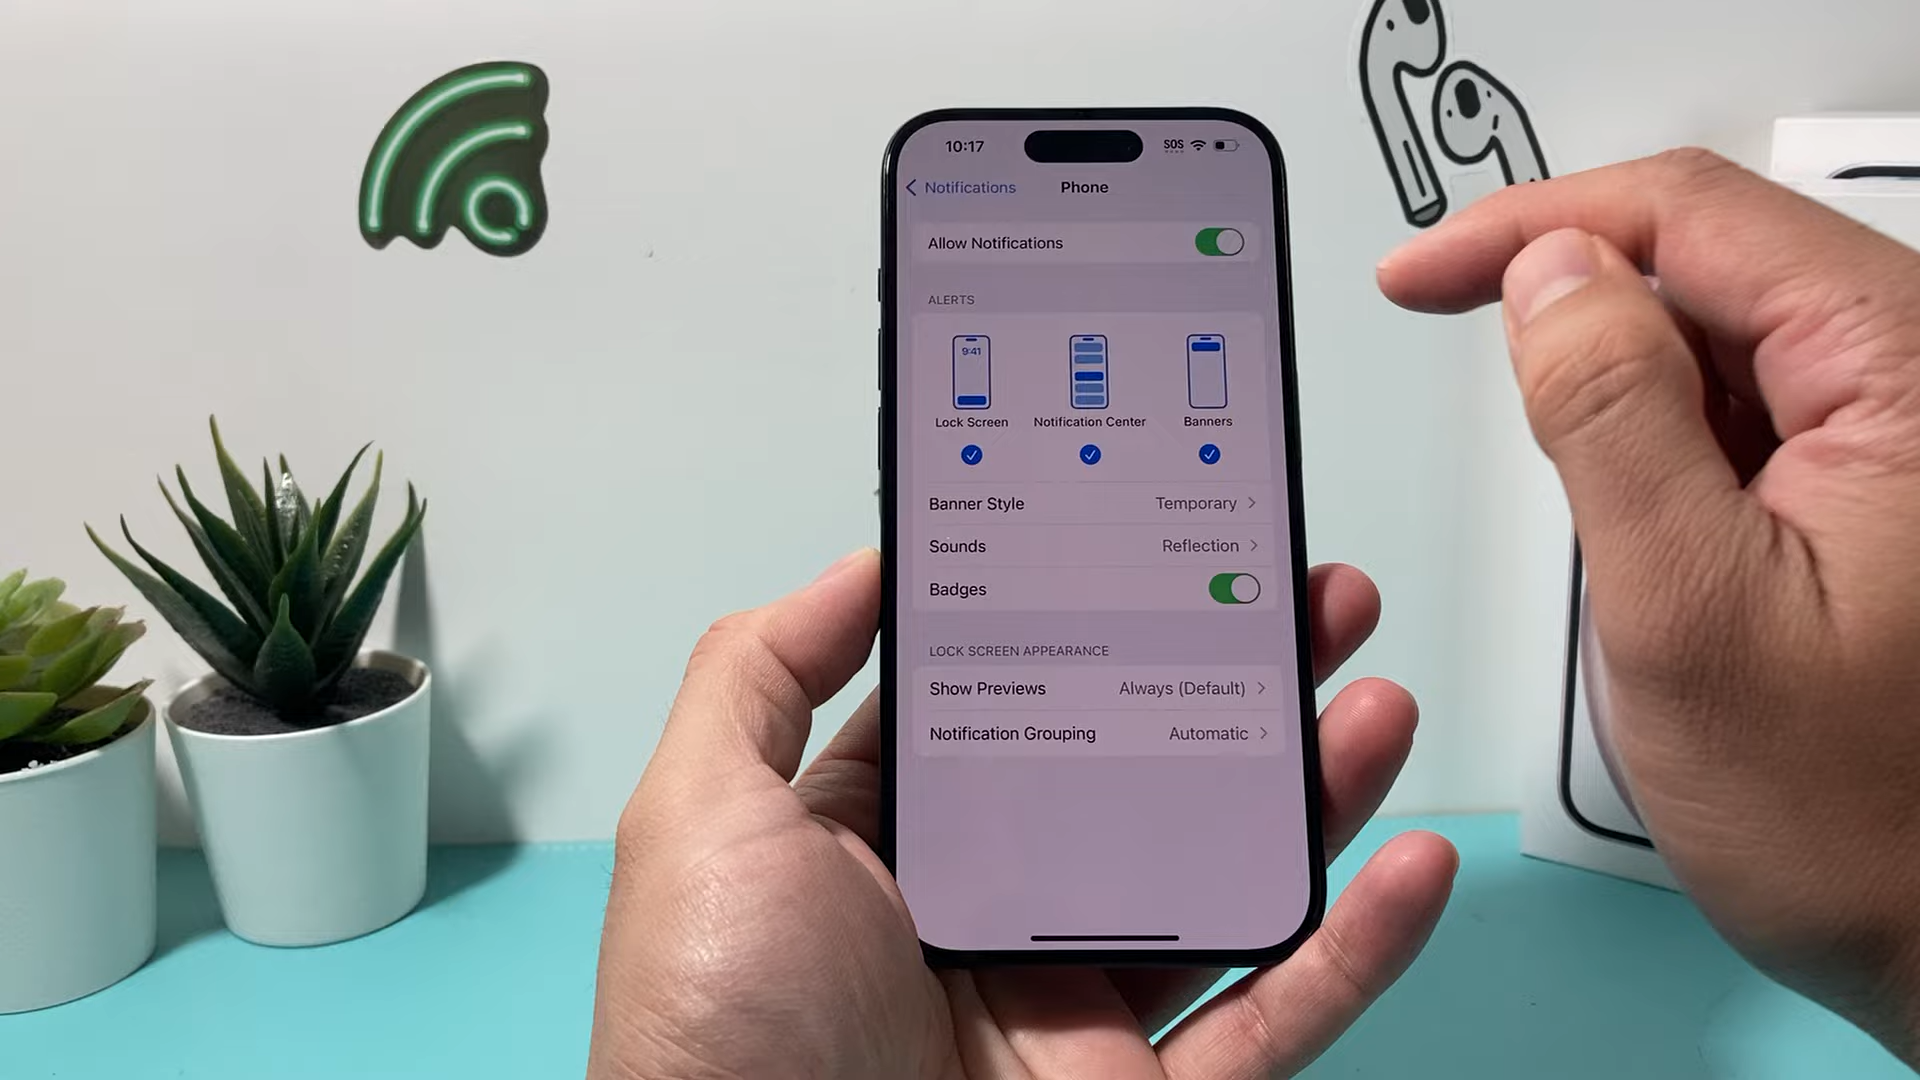 10:17 SOS
Notifications Phone
Allow Notifications
ALERTS
9:41
Lock Screen Notification Center Banners
Banner Style Temporary
Sounds Reflection
Badges
LOCK SCREEN APPEARANCE
Show Previews Always (Default)
Notification Grouping Automatic